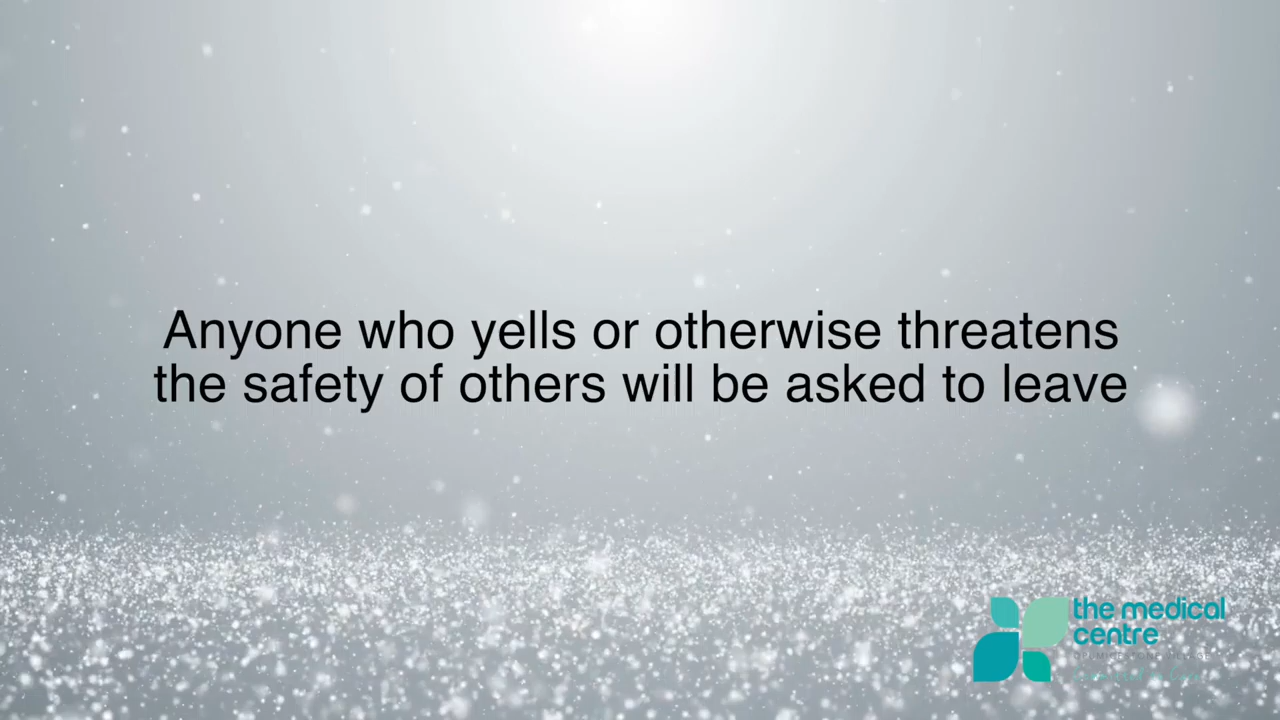 Anyone who yells or otherwise threatens
the safety of others will be asked to leave
the medical
centre